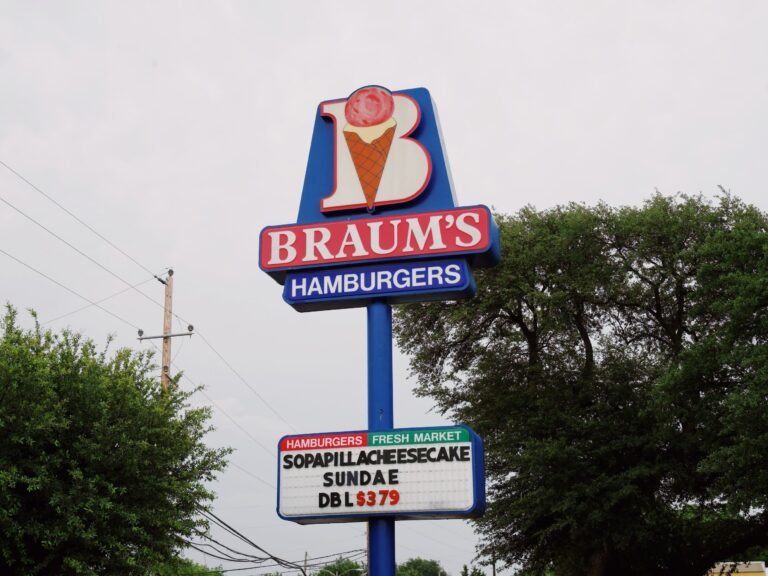 B
BRAUM'S
HAMBURGERS
HAMBURGERS FRESH MARKET
SOPAPILLACHEESECAKE
SUNDAE
DBL $379